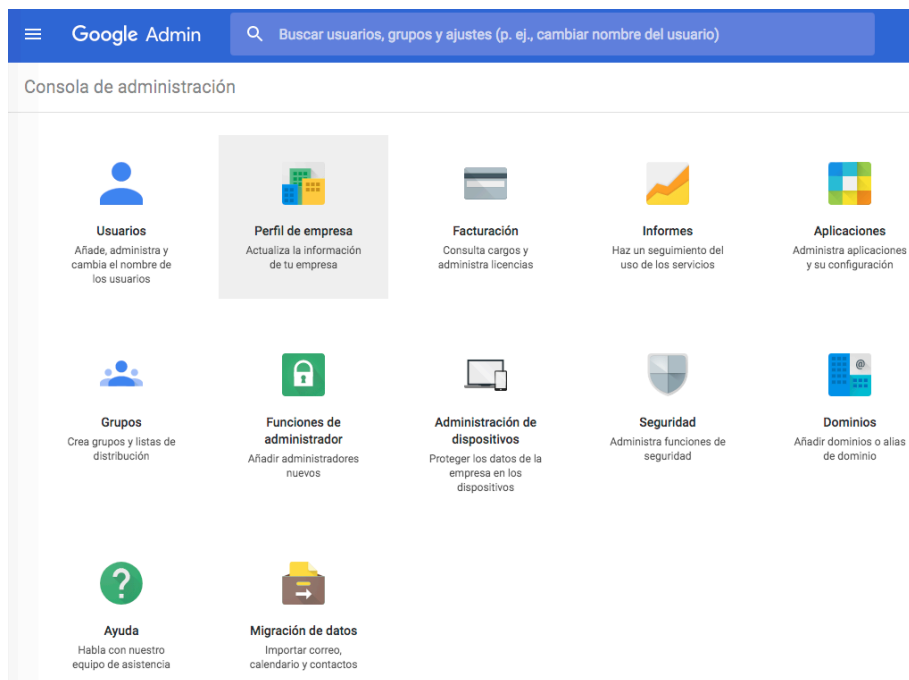 Google Admin
Buscar usuarios, grupos y ajustes (p. ej., cambiar nombre del usuario)
Consola de administración
Usuarios
Añade, administra y
cambia el nombre de
los usuarios
Perfil de empresa
Actualiza la información
de tu empresa
Facturación
Consulta cargos y
administra licencias
Informes
Haz un seguimiento del
uso de los servicios
Aplicaciones
Administra aplicaciones
y su configuración
Grupos
Crea grupos y listas de
distribución
Funciones de
administrador
Añadir administradores
nuevos
Administración de
dispositivos
Proteger los datos de la
empresa en los
dispositivos
Seguridad
Administra funciones de
seguridad
@
Dominios
Añadir dominios o alias
de dominio
?
Ayuda
Habla con nuestro
equipo de asistencia
Migración de datos
Importar correo,
calendario y contactos